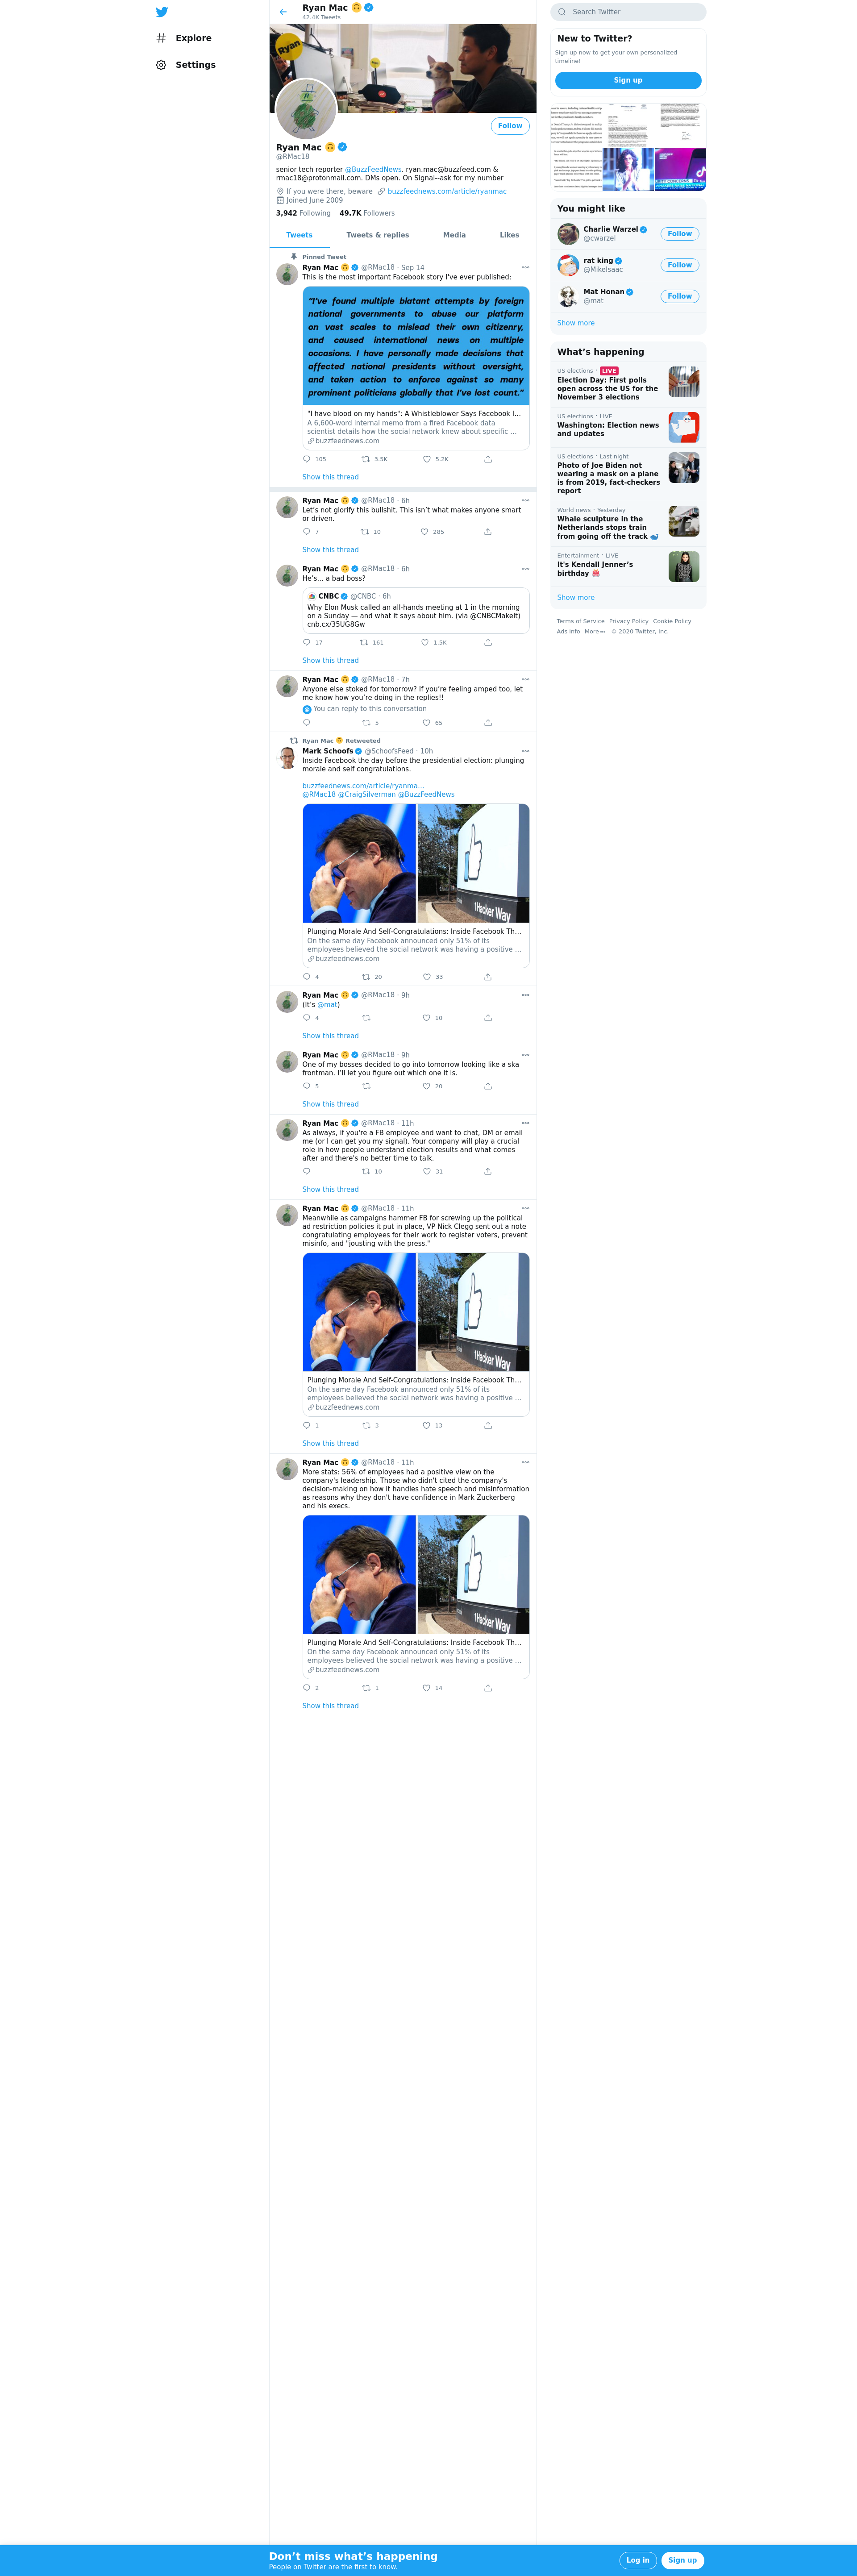 Explore
Settings
Ryan Mac 🙃
42.4K Tweets
Ryan
Follow
Ryan Mac 🙃
@RMac18
senior tech reporter @BuzzFeedNews. ryan.mac@buzzfeed.com &
rmac18@protonmail.com. DMs open. On Signal--ask for my number
If you were there, beware buzzfeednews.com/article/ryanmac
Joined June 2009
3,942 Following 49.7K Followers
Tweets Tweets & replies Media Likes
Pinned Tweet
Ryan Mac 🙃 @RMac18 · Sep 14
This is the most important Facebook story I've ever published:
"I've found multiple blatant attempts by foreign
national governments to abuse our platform
on vast scales to mislead their own citizenry,
and caused international news on multiple
occasions. I have personally made decisions that
affected national presidents without oversight,
and taken action to enforce against so many
prominent politicians globally that I've lost count."
"I have blood on my hands": A Whistleblower Says Facebook I...
A 6,600-word internal memo from a fired Facebook data
scientist details how the social network knew about specific ...
buzzfeednews.com
105 3.5K 5.2K
Show this thread
Ryan Mac 🙃 @RMac18 · 6h
Let's not glorify this bullshit. This isn't what makes anyone smart
or driven.
7 10 285
Show this thread
Ryan Mac 🙃 @RMac18 · 6h
He's... a bad boss?
CNBC @CNBC · 6h
Why Elon Musk called an all-hands meeting at 1 in the morning
on a Sunday — and what it says about him. (via @CNBCMakeIt)
cnb.cx/35UG8Gw
17 161 1.5K
Show this thread
Ryan Mac 🙃 @RMac18 · 7h
Anyone else stoked for tomorrow? If you're feeling amped too, let
me know how you're doing in the replies!!
You can reply to this conversation
5 65
Ryan Mac 🙃 Retweeted
Mark Schoofs @SchoofsFeed · 10h
Inside Facebook the day before the presidential election: plunging
morale and self congratulations.
buzzfeednews.com/article/ryanma...
@RMac18 @CraigSilverman @BuzzFeedNews
1 Hacker Way
Plunging Morale And Self-Congratulations: Inside Facebook Th...
On the same day Facebook announced only 51% of its
employees believed the social network was having a positive ...
buzzfeednews.com
4 20 33
Ryan Mac 🙃 @RMac18 · 9h
(It's @mat)
4 10
Show this thread
Ryan Mac 🙃 @RMac18 · 9h
One of my bosses decided to go into tomorrow looking like a ska
frontman. I'll let you figure out which one it is.
5 20
Show this thread
Ryan Mac 🙃 @RMac18 · 11h
As always, if you're a FB employee and want to chat, DM or email
me (or I can get you my signal). Your company will play a crucial
role in how people understand election results and what comes
after and there's no better time to talk.
10 31
Show this thread
Ryan Mac 🙃 @RMac18 · 11h
Meanwhile as campaigns hammer FB for screwing up the political
ad restriction policies it put in place, VP Nick Clegg sent out a note
congratulating employees for their work to register voters, prevent
misinfo, and "jousting with the press."
1 Hacker Way
Plunging Morale And Self-Congratulations: Inside Facebook Th...
On the same day Facebook announced only 51% of its
employees believed the social network was having a positive ...
buzzfeednews.com
1 3 13
Show this thread
Ryan Mac 🙃 @RMac18 · 11h
More stats: 56% of employees had a positive view on the
company's leadership. Those who didn't cited the company's
decision-making on how it handles hate speech and misinformation
as reasons why they don't have confidence in Mark Zuckerberg
and his execs.
1 Hacker Way
Plunging Morale And Self-Congratulations: Inside Facebook Th...
On the same day Facebook announced only 51% of its
employees believed the social network was having a positive ...
buzzfeednews.com
2 1 14
Show this thread
Search Twitter
New to Twitter?
Sign up now to get your own personalized
timeline!
Sign up
You might like
Charlie Warzel
@cwarzel
Follow
rat king
@MikeIsaac
Follow
Mat Honan
@mat
Follow
Show more
What's happening
US elections · LIVE
Election Day: First polls
open across the US for the
November 3 elections
US elections · LIVE
Washington: Election news
and updates
US elections · Last night
Photo of Joe Biden not
wearing a mask on a plane
is from 2019, fact-checkers
report
World news · Yesterday
Whale sculpture in the
Netherlands stops train
from going off the track 🐋
Entertainment · LIVE
It's Kendall Jenner's
birthday 🎂
Show more
Terms of Service Privacy Policy Cookie Policy
Ads info More © 2020 Twitter, Inc.
Don't miss what's happening
People on Twitter are the first to know.
Log in
Sign up